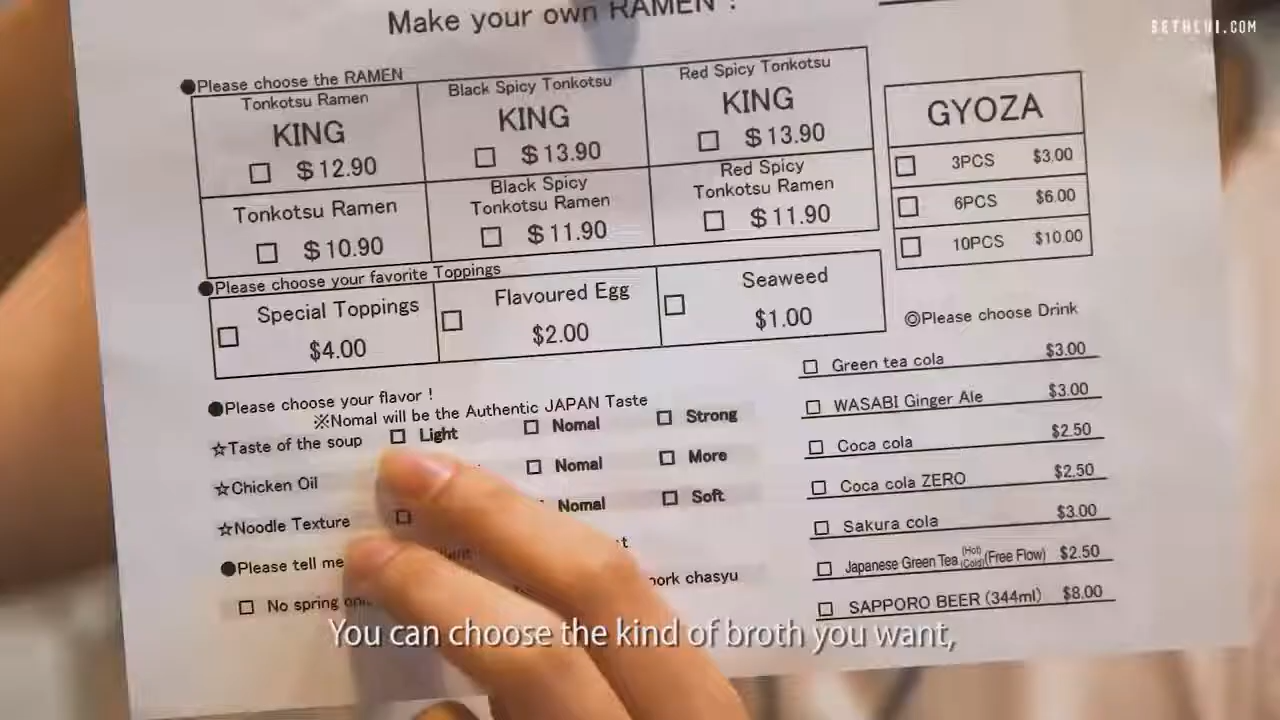 Make your own RAMEN !
BETHLHI.COM
●Please choose the RAMEN
Tonkotsu Ramen
KING
□ $12.90
Black Spicy Tonkotsu
KING
□ $13.90
Red Spicy Tonkotsu
KING
□ $13.90
Tonkotsu Ramen
□ $10.90
Black Spicy
Tonkotsu Ramen
□ $11.90
Red Spicy
Tonkotsu Ramen
□ $11.90
GYOZA
□ 3PCS $3.00
□ 6PCS $6.00
□ 10PCS $10.00
●Please choose your favorite Toppings
□ Special Toppings
$4.00
□ Flavoured Egg
$2.00
□ Seaweed
$1.00
◎Please choose Drink
□ Green tea cola $3.00
□ WASABI Ginger Ale $3.00
□ Coca cola $2.50
□ Coca cola ZERO $2.50
□ Sakura cola $3.00
□ Japanese Green Tea (Hot) (Cold) (Free Flow) $2.50
□ SAPPORO BEER (344ml) $8.00
●Please choose your flavor !
※Nomal will be the Authentic JAPAN Taste
☆Taste of the soup □ Light □ Nomal □ Strong
☆Chicken Oil □ Nomal □ More
☆Noodle Texture □ Nomal □ Soft
●Please tell me
□ No spring chasyu
You can choose the kind of broth you want,